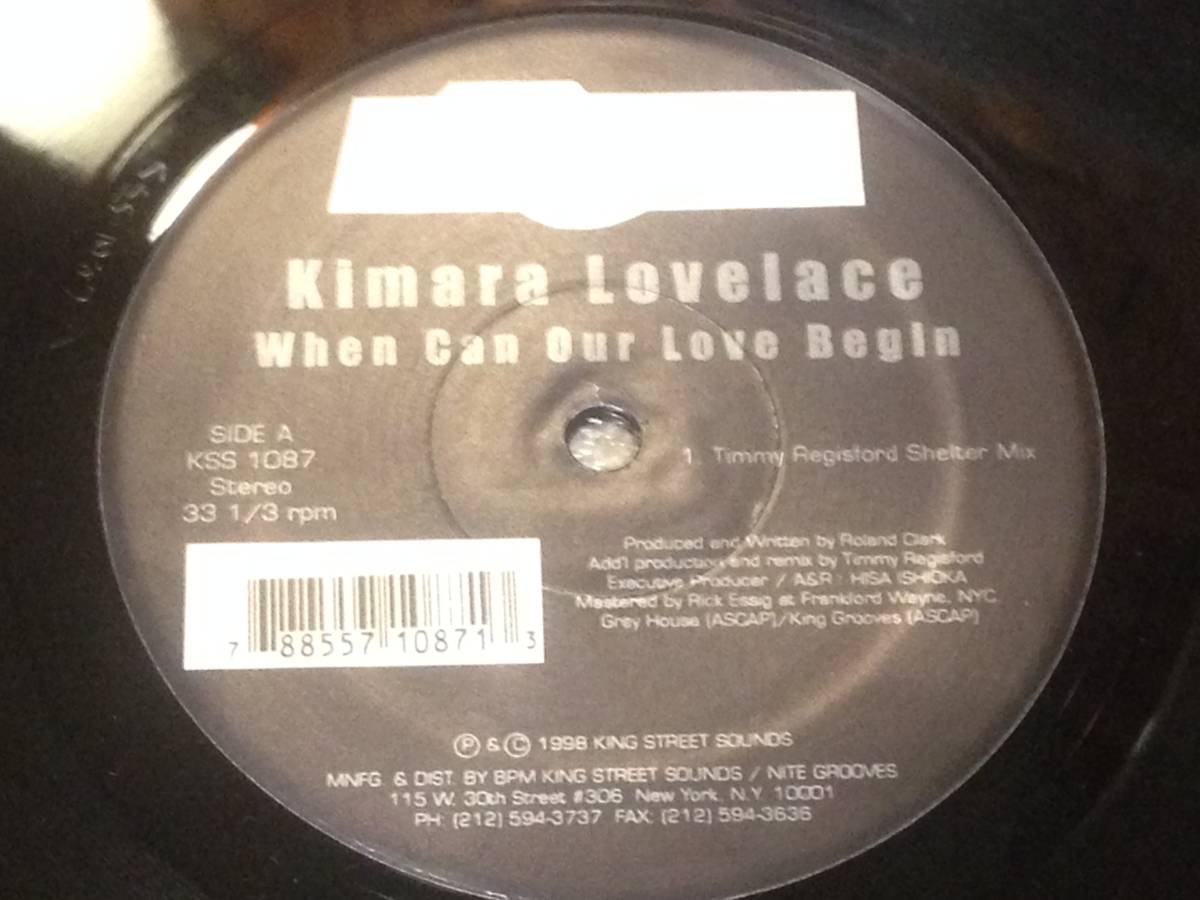 Kimara Lovelace
When Can Our Love Begin
SIDE A
KSS 1087
Stereo
33 1/3 rpm
1. Timmy Regisford Shelter Mix
Produced and Written by Roland Clark
Add'l production and remix by Timmy Regisford
Executive Producer / A&R : HISA ISHIOKA
Mastered by Rick Essig at Frankford Wayne, NYC
Grey House (ASCAP)/King Grooves (ASCAP)
7 88557 10871 3
Ⓟ & Ⓒ 1998 KING STREET SOUNDS
MNFG. & DIST. BY BPM KING STREET SOUNDS / NITE GROOVES
115 W. 30th Street #306 New York, N.Y. 10001
PH: (212) 594-3737 FAX: (212) 594-3636